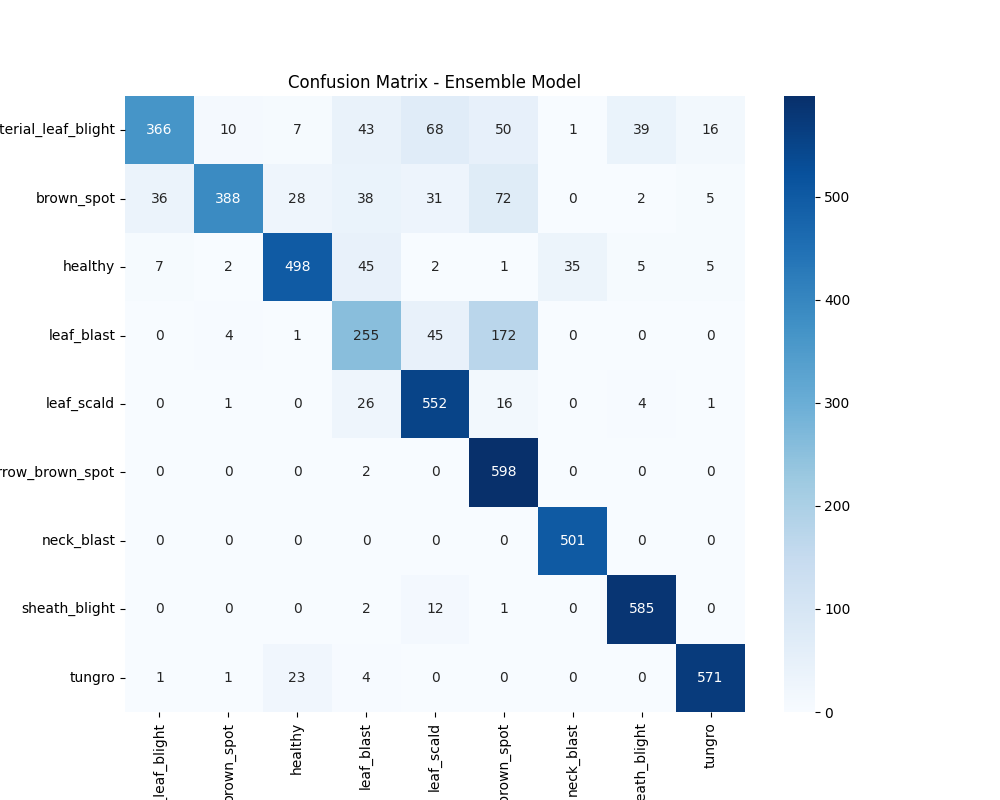 Confusion Matrix - Ensemble Model
terial_leaf_blight 366 10 7 43 68 50 1 39 16
brown_spot 36 388 28 38 31 72 0 2 5
healthy 7 2 498 45 2 1 35 5 5
leaf_blast 0 4 1 255 45 172 0 0 0
leaf_scald 0 1 0 26 552 16 0 4 1
rrow_brown_spot 0 0 0 2 0 598 0 0 0
neck_blast 0 0 0 0 0 0 501 0 0
sheath_blight 0 0 0 2 12 1 0 585 0
tungro 1 1 23 4 0 0 0 0 571
_leaf_blight brown_spot healthy leaf_blast leaf_scald brown_spot neck_blast eath_blight tungro
500
400
300
200
100
0